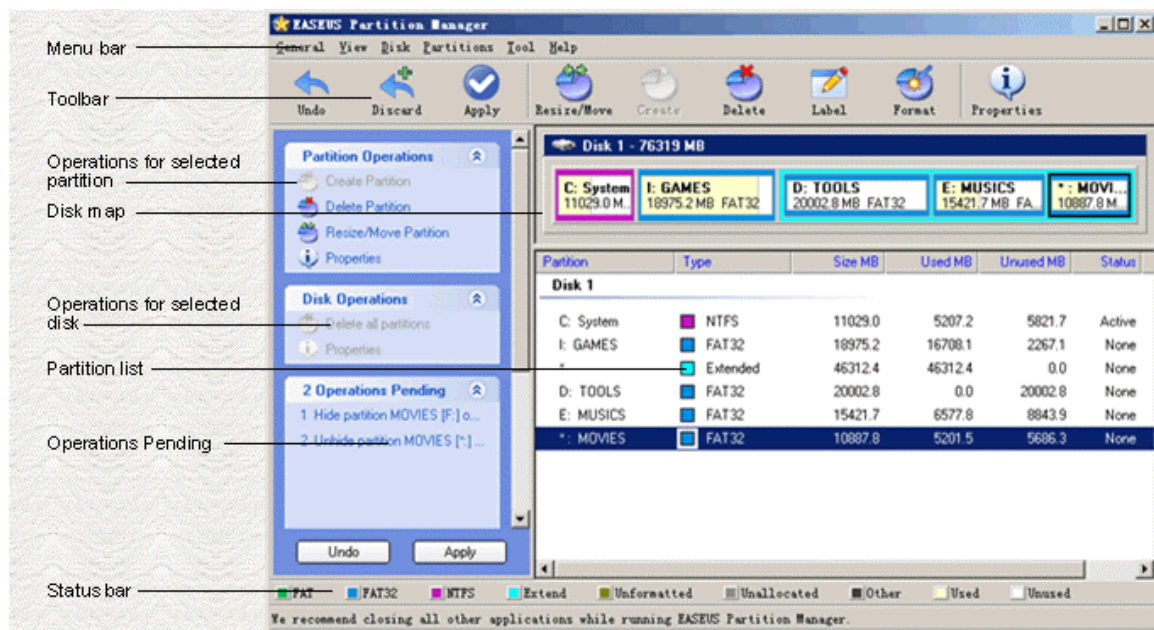 EASEUS Partition Manager
Menu bar
General View Disk Partitions Tool Help
Toolbar
Undo Discard Apply Resize/Move Create Delete Label Format Properties
Operations for selected
partition
Disk map
Partition Operations
Create Partition
Delete Partition
Resize/Move Partition
Properties
Disk 1 - 76319 MB
C: System
11029.0 M...
I: GAMES
18975.2 MB FAT32
D: TOOLS
20002.8 MB FAT32
E: MUSICS
15421.7 MB FA...
* : MOVI...
10887.8 M...
Operations for selected
disk
Disk Operations
Delete all partitions
Properties
Partition list
Operations Pending
2 Operations Pending
1 Hide partition MOVIES [F:] o...
2 Unhide partition MOVIES [*:] ...
Undo Apply
Partition Type Size MB Used MB Unused MB Status
Disk 1
C: System NTFS 11029.0 5207.2 5821.7 Active
I: GAMES FAT32 18975.2 16708.1 2267.1 None
* Extended 46312.4 46312.4 0.0 None
D: TOOLS FAT32 20002.8 0.0 20002.8 None
E: MUSICS FAT32 15421.7 6577.8 8843.9 None
* : MOVIES FAT32 10887.8 5201.5 5686.3 None
Status bar
FAT FAT32 NTFS Extend Unformatted Unallocated Other Used Unused
We recommend closing all other applications while running EASEUS Partition Manager.